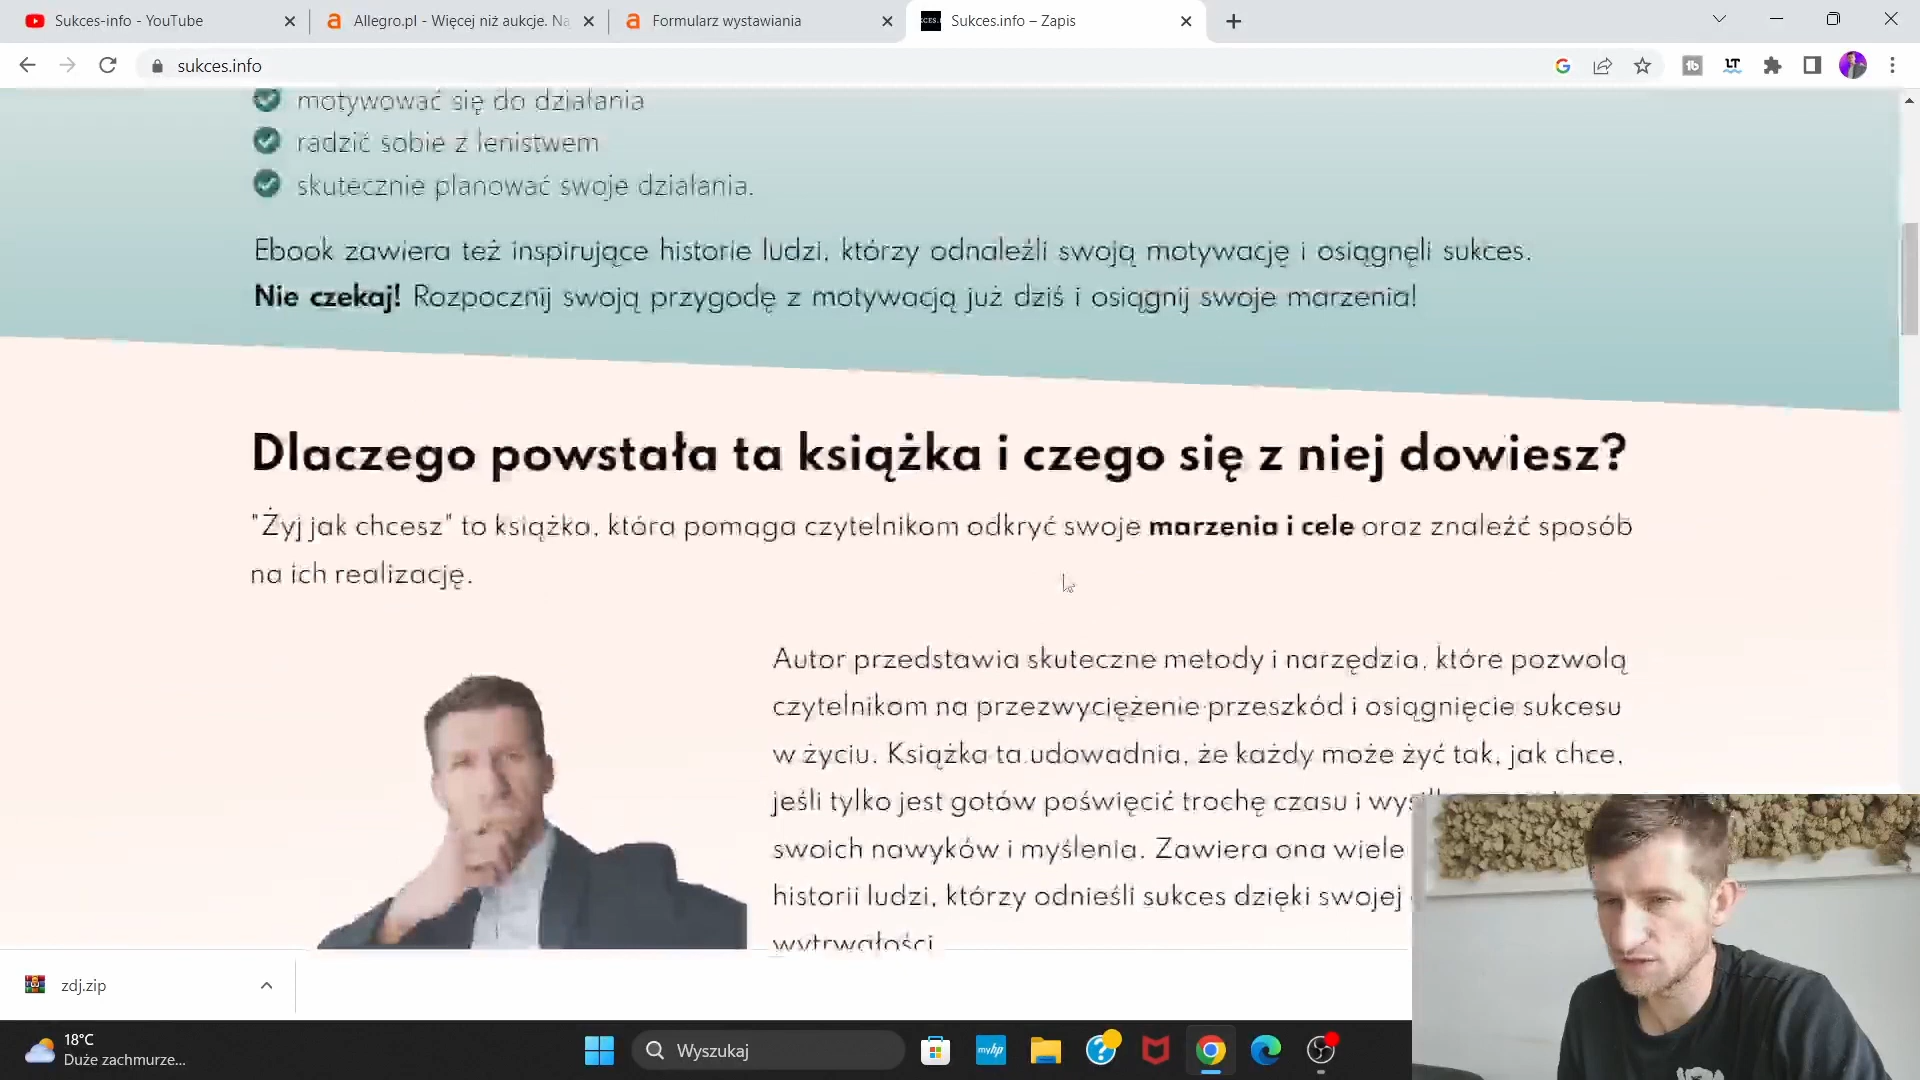 Sukces-info - YouTube
Allegro.pl - Więcej niż aukcje. Na
Formularz wystawiania
Sukces.info – Zapis
sukces.info
motywować się do działania
radzić sobie z lenistwem
skutecznie planować swoje działania.
Ebook zawiera też inspirujące historie ludzi, którzy odnaleźli swoją motywację i osiągnęli sukces.
Nie czekaj! Rozpocznij swoją przygodę z motywacją już dziś i osiągnij swoje marzenia!
Dlaczego powstała ta książka i czego się z niej dowiesz?
"Żyj jak chcesz" to książka, która pomaga czytelnikom odkryć swoje marzenia i cele oraz znaleźć sposób
na ich realizację.
Autor przedstawia skuteczne metody i narzędzia, które pozwolą
czytelnikom na przezwyciężenie przeszkód i osiągnięcie sukcesu
w życiu. Książka ta udowadnia, że każdy może żyć tak, jak chce,
jeśli tylko jest gotów poświęcić trochę czasu i
swoich nawyków i myślenia. Zawiera ona wiele
historii ludzi, którzy odnieśli sukces dzięki swojej
wytrwałości
zdj.zip
18°C
Duże zachmurze...
Wyszukaj
myhp